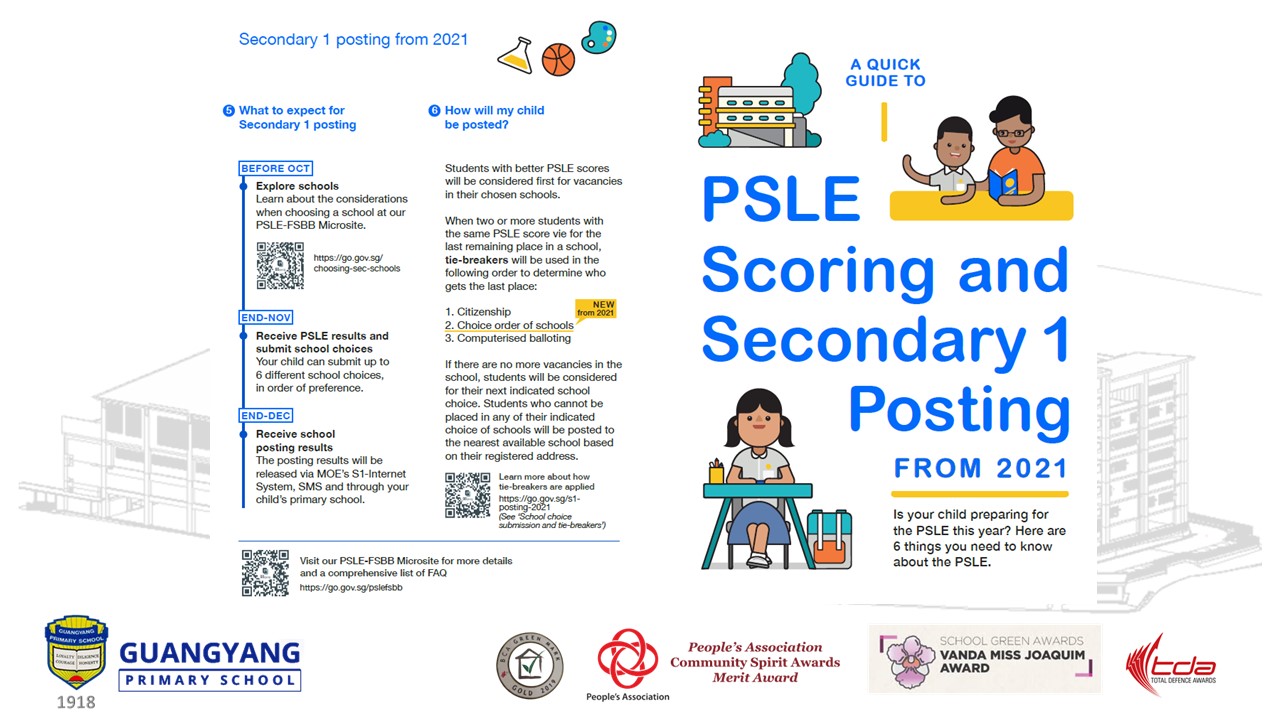 Secondary 1 posting from 2021
5 What to expect for
Secondary 1 posting
BEFORE OCT
Explore schools
Learn about the considerations
when choosing a school at our
PSLE-FSBB Microsite.
https://go.gov.sg/
choosing-sec-schools
END-NOV
Receive PSLE results and
submit school choices
Your child can submit up to
6 different school choices,
in order of preference.
END-DEC
Receive school
posting results
The posting results will be
released via MOE's S1-Internet
System, SMS and through your
child's primary school.
6 How will my child
be posted?
Students with better PSLE scores
will be considered first for vacancies
in their chosen schools.
When two or more students with
the same PSLE score vie for the
last remaining place in a school,
tie-breakers will be used in the
following order to determine who
gets the last place:
1. Citizenship
2. Choice order of schools
NEW
from 2021
3. Computerised balloting
If there are no more vacancies in the
school, students will be considered
for their next indicated school
choice. Students who cannot be
placed in any of their indicated
choice of schools will be posted to
the nearest available school based
on their registered address.
Learn more about how
tie-breakers are applied
https://go.gov.sg/s1-
posting-2021
(See 'School choice
submission and tie-breakers')
Visit our PSLE-FSBB Microsite for more details
and a comprehensive list of FAQ
https://go.gov.sg/pslefsbb
A QUICK
GUIDE TO
PSLE
Scoring and
Secondary 1
Posting
FROM 2021
Is your child preparing for
the PSLE this year? Here are
6 things you need to know
about the PSLE.
GUANGYANG
PRIMARY SCHOOL
LOYALTY DILIGENCE
COURAGE HONESTY
1918
GUANGYANG
PRIMARY SCHOOL
BCA GREEN MARK
GOLD 2019
People's Association
People's Association
Community Spirit Awards
Merit Award
SCHOOL GREEN AWARDS
VANDA MISS JOAQUIM
AWARD
tda
TOTAL DEFENCE AWARDS